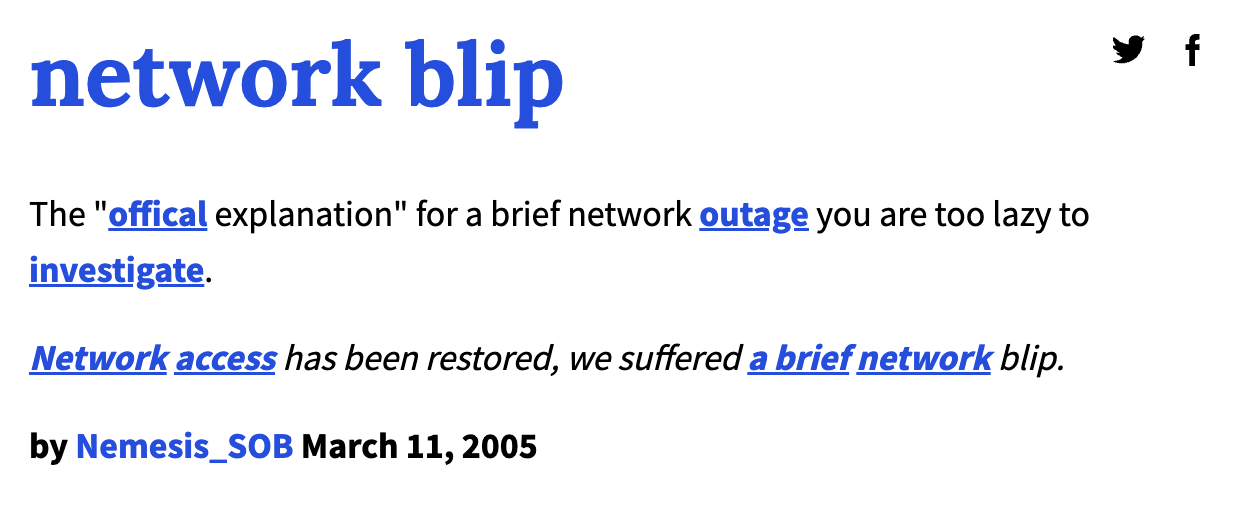 network blip
The "offical explanation" for a brief network outage you are too lazy to
investigate.
Network access has been restored, we suffered a brief network blip.
by Nemesis_SOB March 11, 2005